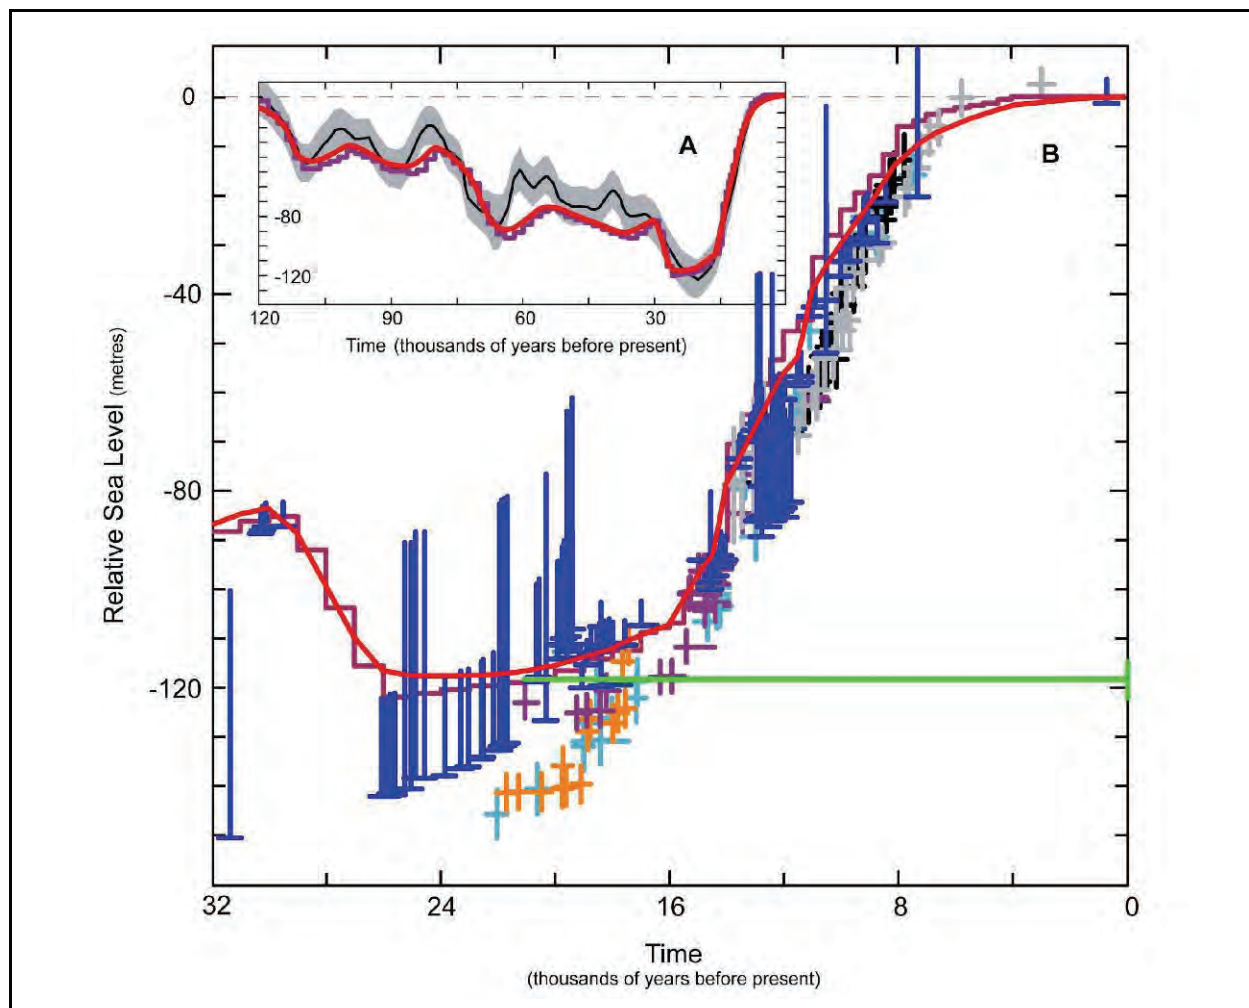 0
-40
-80
-120
Relative Sea Level (metres)
A
-80
-120
120 90 60 30
Time (thousands of years before present)
B
32 24 16 8 0
Time
(thousands of years before present)